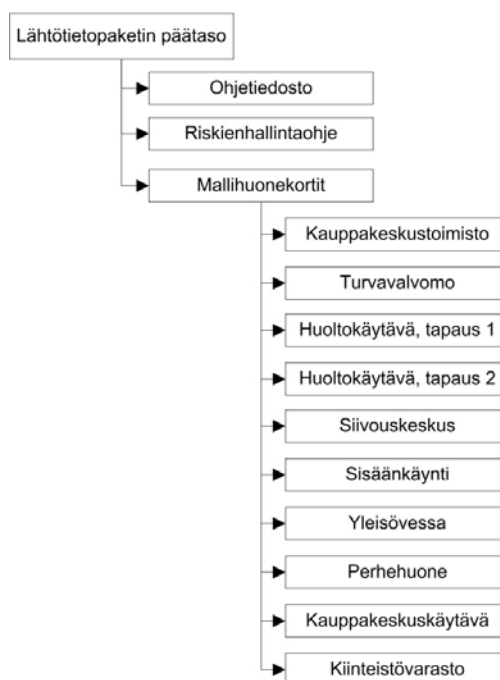 Lähtötietopaketin päätaso
Ohjetiedosto
Riskienhallintaohje
Mallihuonekortit
Kauppakeskustoimisto
Turvavalvomo
Huoltokäytävä, tapaus 1
Huoltokäytävä, tapaus 2
Siivouskeskus
Sisäänkäynti
Yleisövessa
Perhehuone
Kauppakeskuskäytävä
Kiinteistövarasto